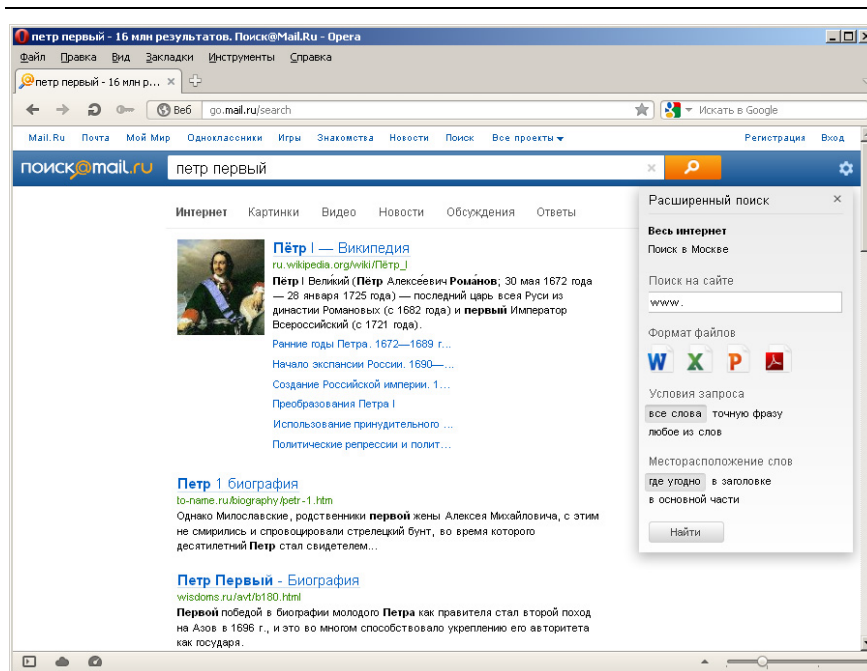 петр первый - 16 млн результатов. Поиск@Mail.Ru - Opera
Файл Правка Вид Закладки Инструменты Справка
петр первый - 16 млн р...
Веб go.mail.ru/search Искать в Google
Mail.Ru Почта Мой Мир Одноклассники Игры Знакомства Новости Поиск Все проекты Регистрация Вход
поиск@mail.ru петр первый
Интернет Картинки Видео Новости Обсуждения Ответы
Пётр I — Википедия
ru.wikipedia.org/wiki/Пётр_I
Пётр I Вели́кий (Пётр Алексе́евич Рома́нов; 30 мая 1672 года
— 28 января 1725 года) — последний царь всея Руси из
династии Романовых (с 1682 года) и первый Император
Всероссийский (с 1721 года).
Ранние годы Петра. 1672—1689 г...
Начало экспансии России. 1690—...
Создание Российской империи. 1...
Преобразования Петра I
Использование принудительного ...
Политические репрессии и полит...
Петр 1 биография
to-name.ru/biography/petr-1.htm
Однако Милославские, родственники первой жены Алексея Михайловича, с этим
не смирились и спровоцировали стрелецкий бунт, во время которого
десятилетний Петр стал свидетелем...
Петр Первый - Биография
wisdoms.ru/avt/b180.html
Первой победой в биографии молодого Петра как правителя стал второй поход
на Азов в 1696 г., и это во многом способствовало укреплению его авторитета
как государя.
Расширенный поиск
Весь интернет
Поиск в Москве
Поиск на сайте
www.
Формат файлов
W X P
Условия запроса
все слова точную фразу
любое из слов
Месторасположение слов
где угодно в заголовке
в основной части
Найти